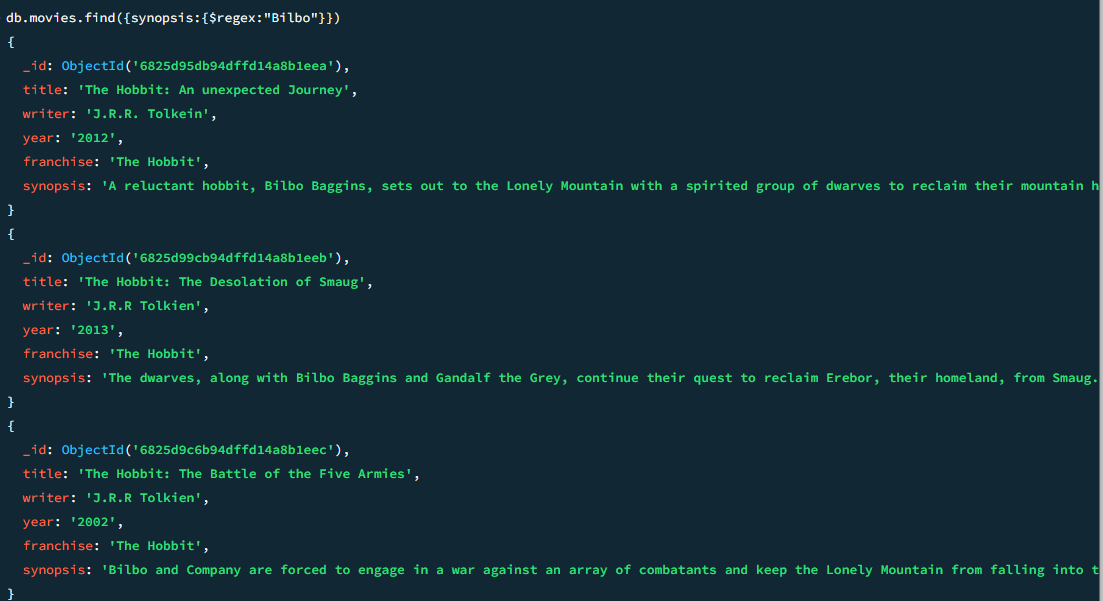 db.movies.find({synopsis:{$regex:"Bilbo"}})
{
_id: ObjectId('6825d95db94dffd14a8b1eea'),
title: 'The Hobbit: An unexpected Journey',
writer: 'J.R.R. Tolkein',
year: '2012',
franchise: 'The Hobbit',
synopsis: 'A reluctant hobbit, Bilbo Baggins, sets out to the Lonely Mountain with a spirited group of dwarves to reclaim their mountain h
}
{
_id: ObjectId('6825d99cb94dffd14a8b1eeb'),
title: 'The Hobbit: The Desolation of Smaug',
writer: 'J.R.R Tolkien',
year: '2013',
franchise: 'The Hobbit',
synopsis: 'The dwarves, along with Bilbo Baggins and Gandalf the Grey, continue their quest to reclaim Erebor, their homeland, from Smaug.
}
{
_id: ObjectId('6825d9c6b94dffd14a8b1eec'),
title: 'The Hobbit: The Battle of the Five Armies',
writer: 'J.R.R Tolkien',
year: '2002',
franchise: 'The Hobbit',
synopsis: 'Bilbo and Company are forced to engage in a war against an array of combatants and keep the Lonely Mountain from falling into t
}